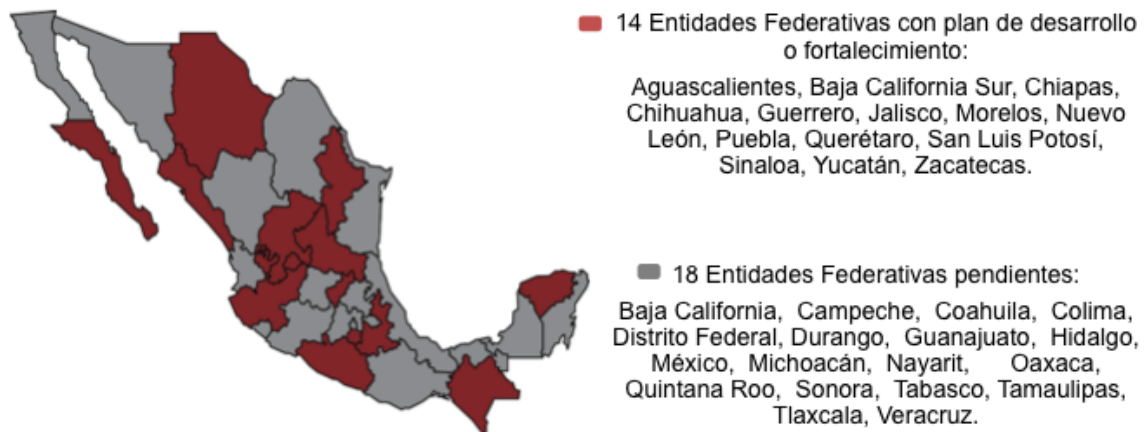 14 Entidades Federativas con plan de desarrollo
o fortalecimiento:
Aguascalientes, Baja California Sur, Chiapas,
Chihuahua, Guerrero, Jalisco, Morelos, Nuevo
León, Puebla, Querétaro, San Luis Potosí,
Sinaloa, Yucatán, Zacatecas.
18 Entidades Federativas pendientes:
Baja California, Campeche, Coahuila, Colima,
Distrito Federal, Durango, Guanajuato, Hidalgo,
México, Michoacán, Nayarit, Oaxaca,
Quintana Roo, Sonora, Tabasco, Tamaulipas,
Tlaxcala, Veracruz.